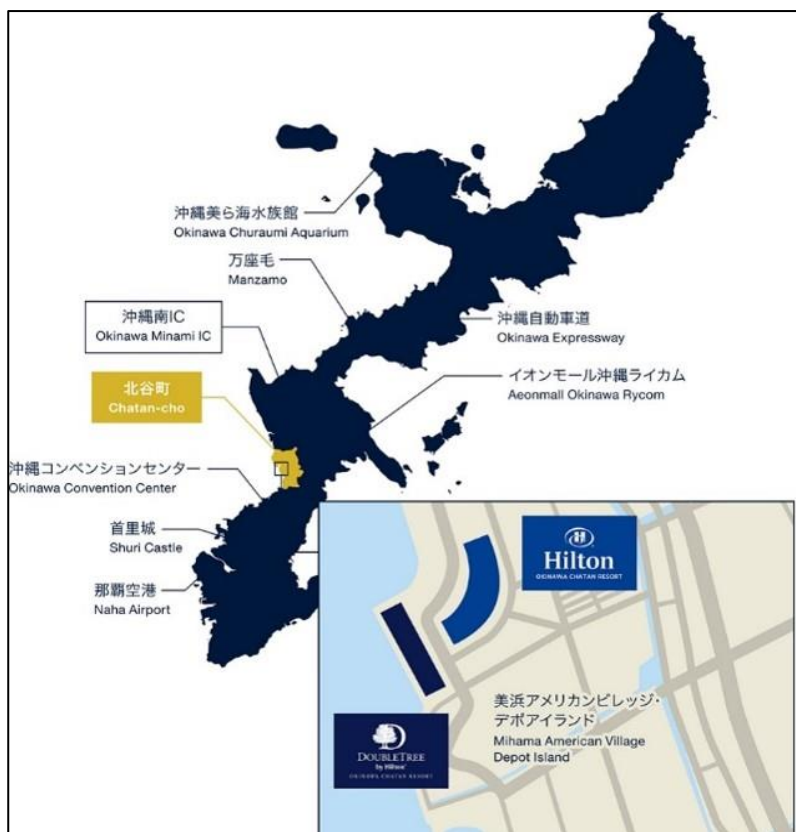 沖縄美ら海水族館
Okinawa Churaumi Aquarium
万座毛
Manzamo
沖縄南IC
Okinawa Minami IC
沖縄自動車道
Okinawa Expressway
北谷町
Chatan-cho
イオンモール沖縄ライカム
Aeonmall Okinawa Rycom
沖縄コンベンションセンター
Okinawa Convention Center
首里城
Shuri Castle
那覇空港
Naha Airport
H
Hilton
OKINAWA CHATAN RESORT
美浜アメリカンビレッジ・
デポアイランド
Mihama American Village
Depot Island
D
DOUBLETREE
by Hilton
OKINAWA CHATAN RESORT